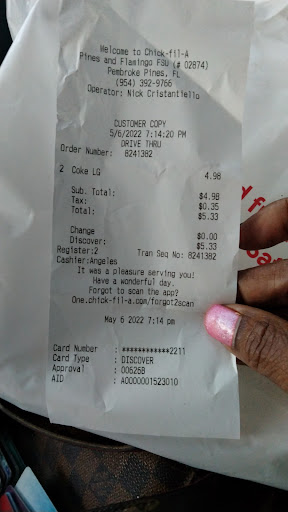 Welcome to Chick-fil-A
Pines and Flamingo FSU (# 02874)
Pembroke Pines, FL
(954) 392-9766
Operator: Nick Cristantiello
CUSTOMER COPY
5/6/2022 7:14:20 PM
DRIVE THRU
Order Number: 8241382
2 Coke LG 4.98
Sub. Total: $4.98
Tax: $0.35
Total: $5.33
Change $0.00
Discover: $5.33
Register:2 Tran Seq No: 8241382
Cashier:Angeles
It was a pleasure serving you!
Have a wonderful day.
Forgot to scan the app?
One.chick-fil-a.com/forgot2scan
May 6 2022 7:14 pm
Card Number : ************2211
Card Type : DISCOVER
Approval : 00626B
AID : A0000001523010